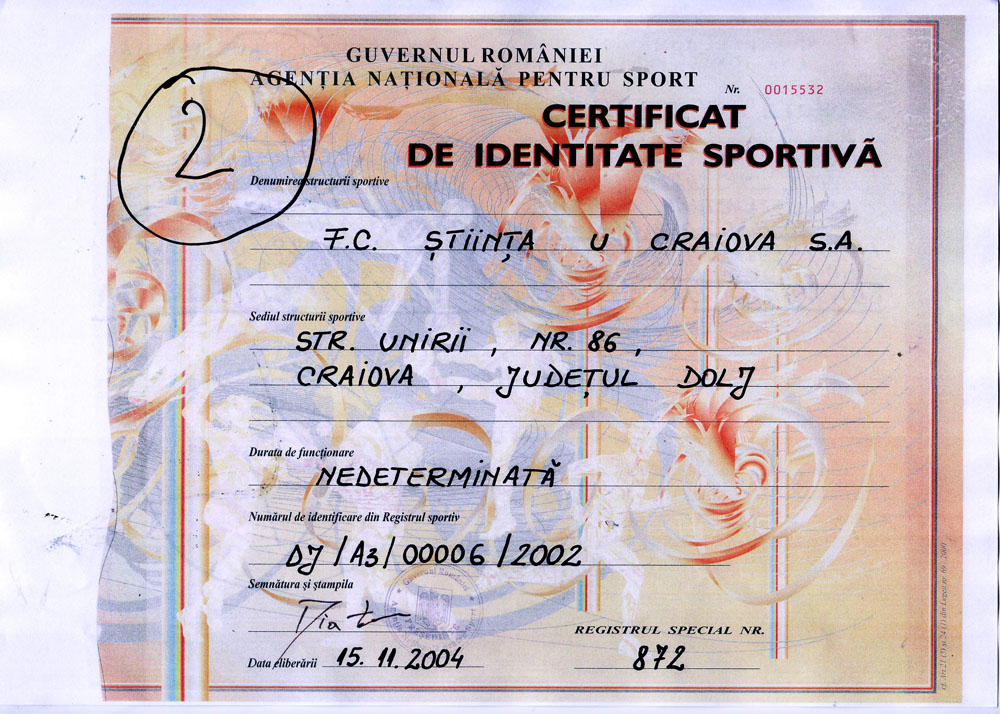 GUVERNUL ROMÂNIEI
AGENȚIA NAȚIONALĂ PENTRU SPORT
Nr. 0015532
CERTIFICAT
DE IDENTITATE SPORTIVÃ
2
Denumirea structurii sportive
F.C. ȘTIINȚA U CRAIOVA S.A.
Sediul structurii sportive
STR. UNIRII, NR. 86,
CRAIOVA, JUDEȚUL DOLJ
Durata de funcționare
NEDETERMINATĂ
Numărul de identificare din Registrul sportiv
DJ/A3/00006/2002
Semnătura și ștampila
REGISTRUL SPECIAL NR.
Data eliberării 15. 11. 2004
872